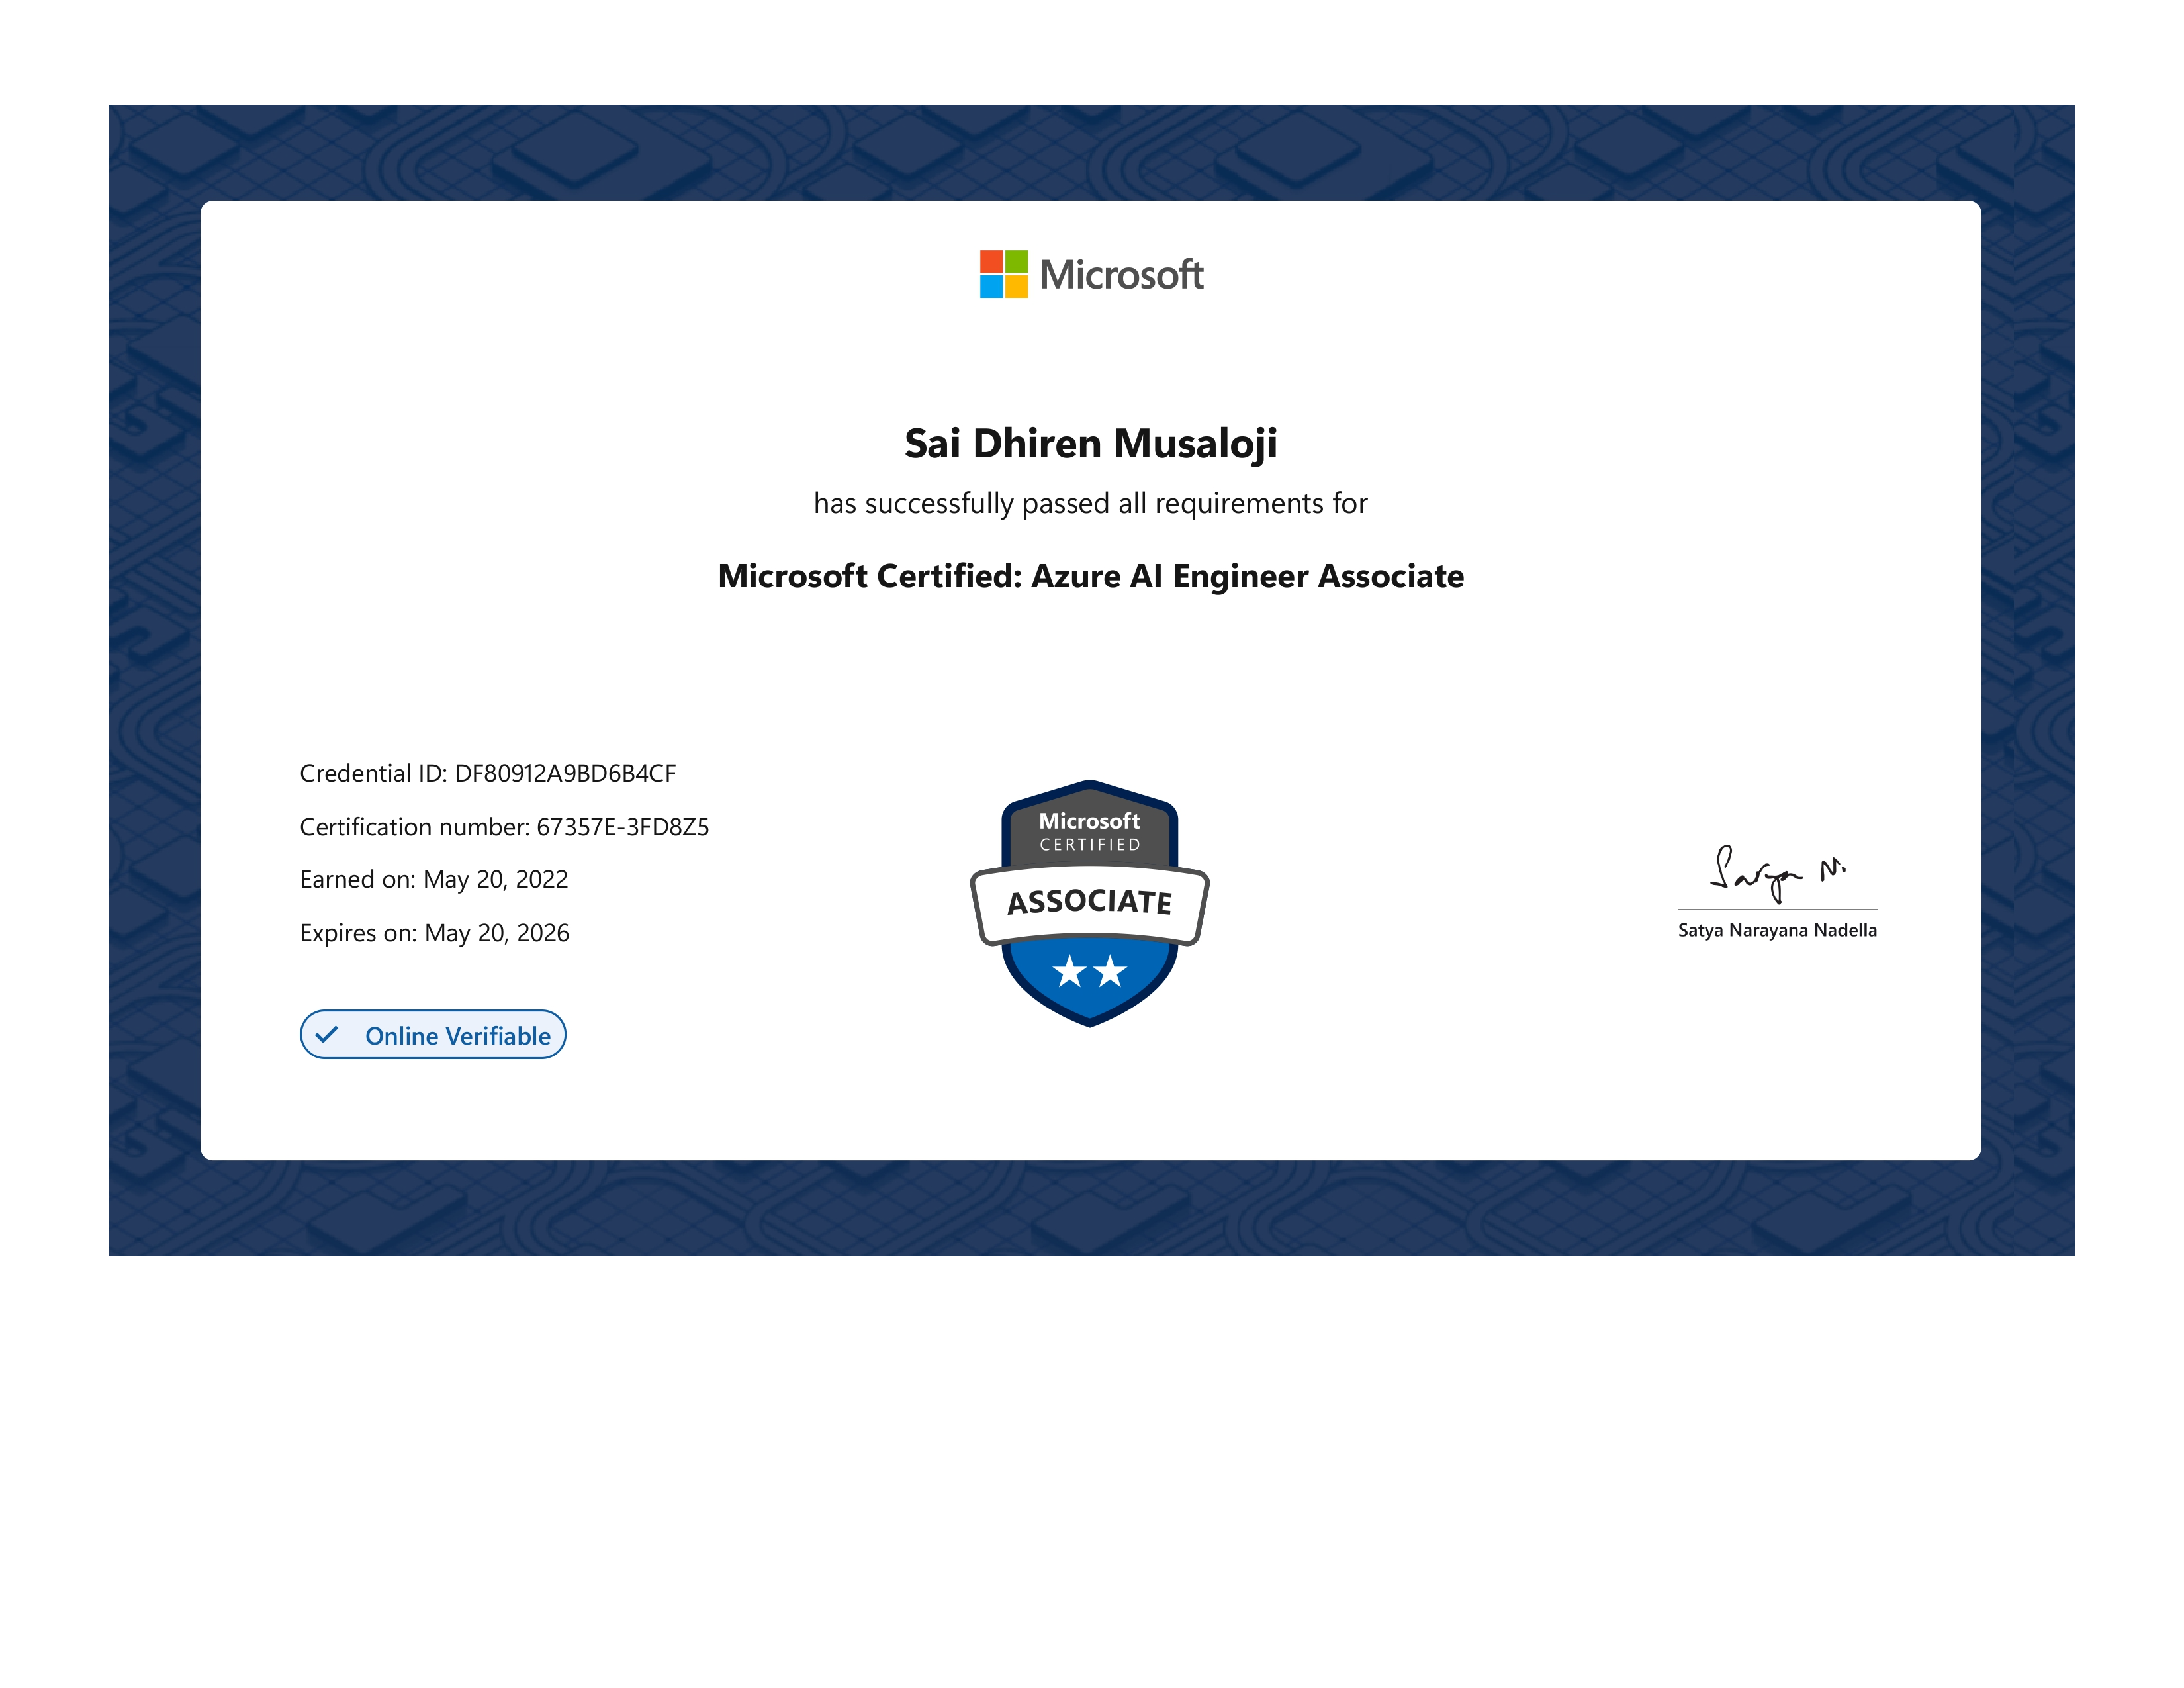 Microsoft
Sai Dhiren Musaloji
has successfully passed all requirements for
Microsoft Certified: Azure AI Engineer Associate
Credential ID: DF80912A9BD6B4CF
Certification number: 67357E-3FD8Z5
Earned on: May 20, 2022
Expires on: May 20, 2026
Online Verifiable
Microsoft
CERTIFIED
ASSOCIATE
Satya N.
Satya Narayana Nadella